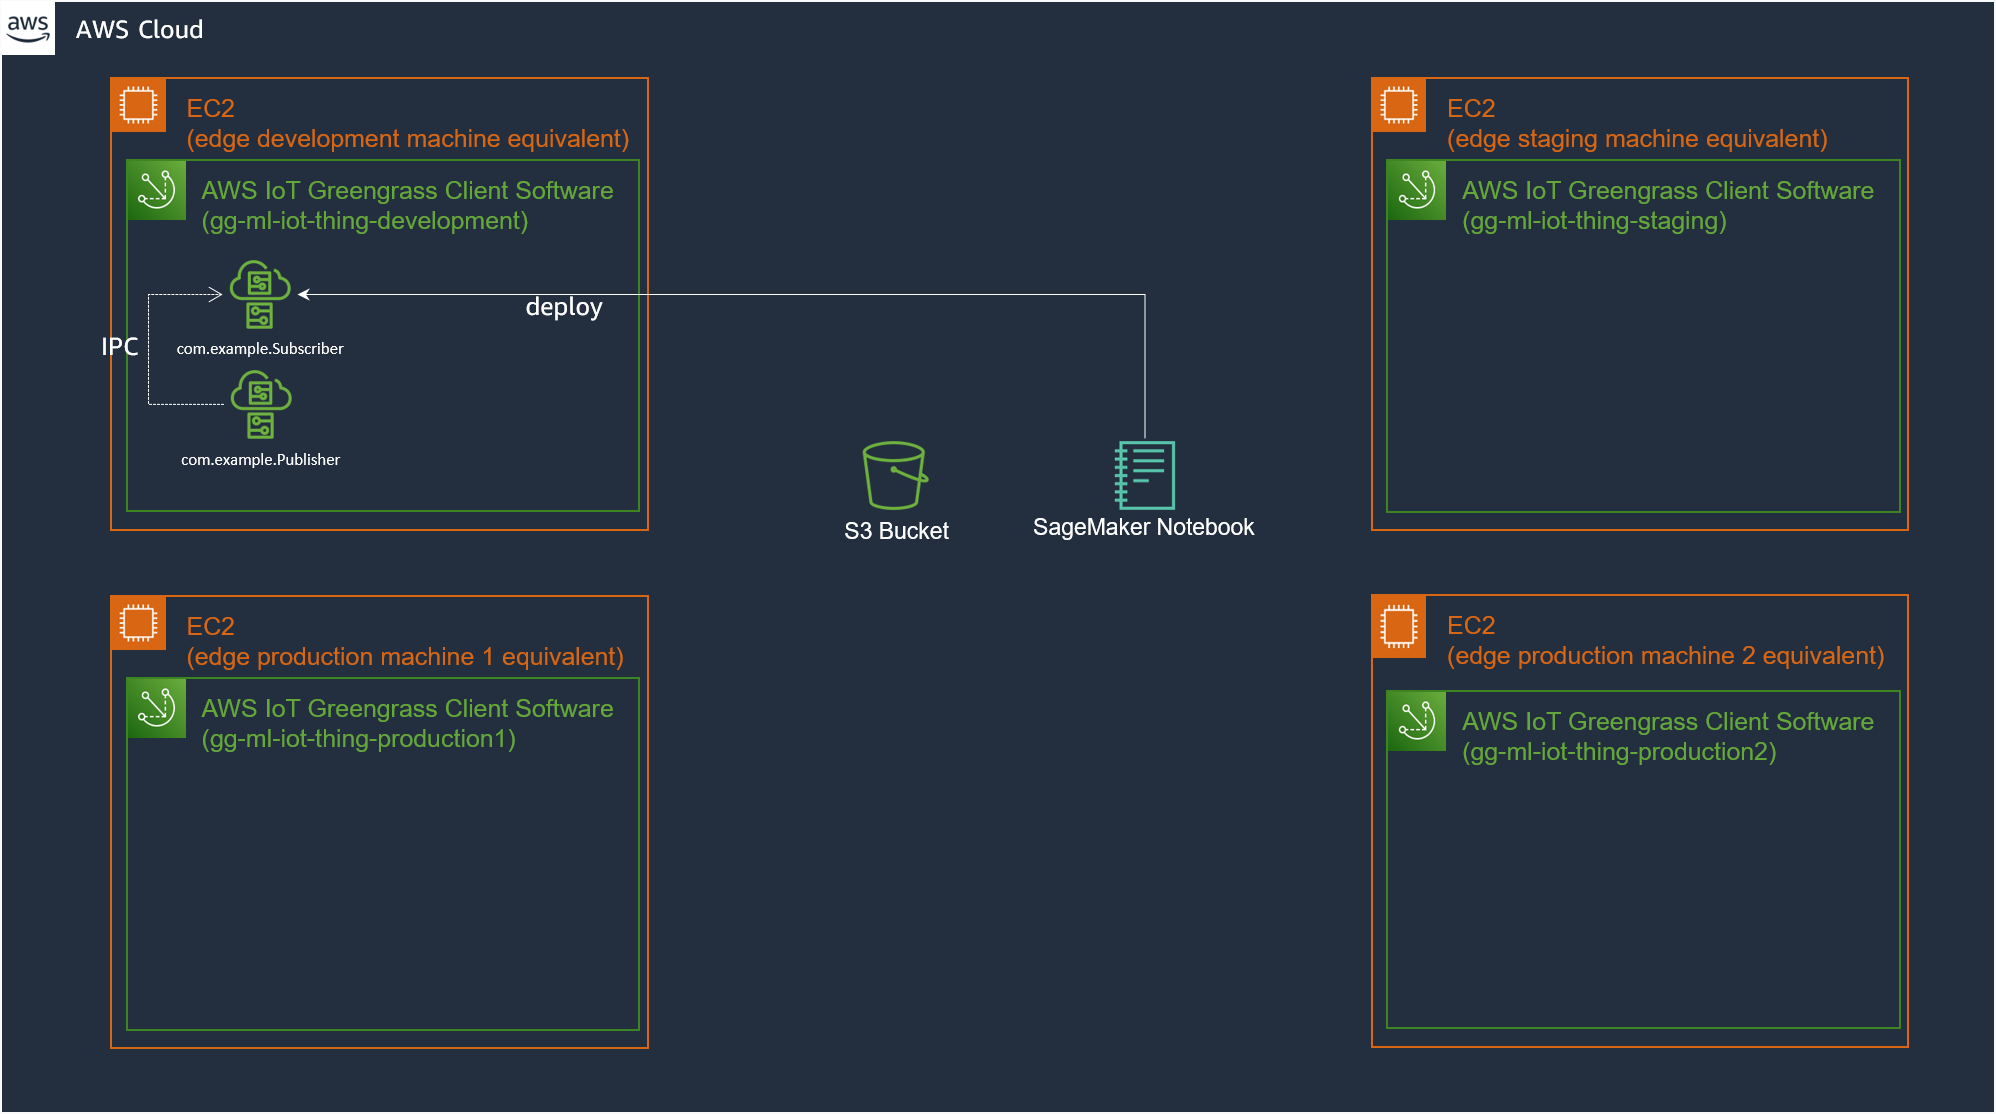 aws
AWS Cloud
EC2
(edge development machine equivalent)
AWS IoT Greengrass Client Software
(gg-ml-iot-thing-development)
deploy
IPC
com.example.Subscriber
com.example.Publisher
S3 Bucket
SageMaker Notebook
EC2
(edge staging machine equivalent)
AWS IoT Greengrass Client Software
(gg-ml-iot-thing-staging)
EC2
(edge production machine 1 equivalent)
AWS IoT Greengrass Client Software
(gg-ml-iot-thing-production1)
EC2
(edge production machine 2 equivalent)
AWS IoT Greengrass Client Software
(gg-ml-iot-thing-production2)